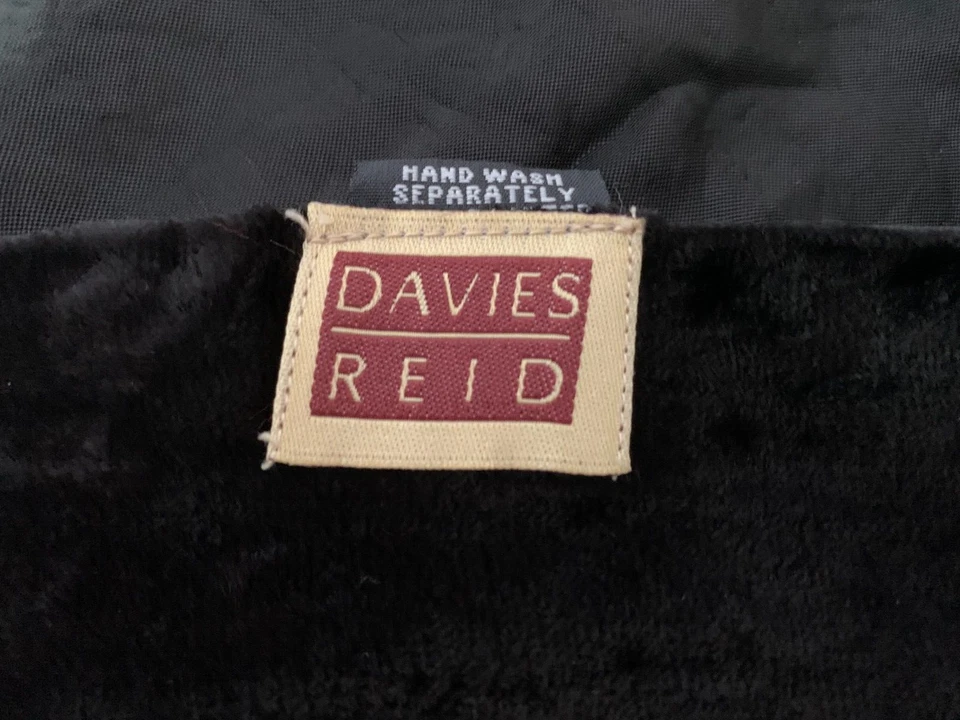 HAND WASH
SEPARATELY
DAVIES
REID